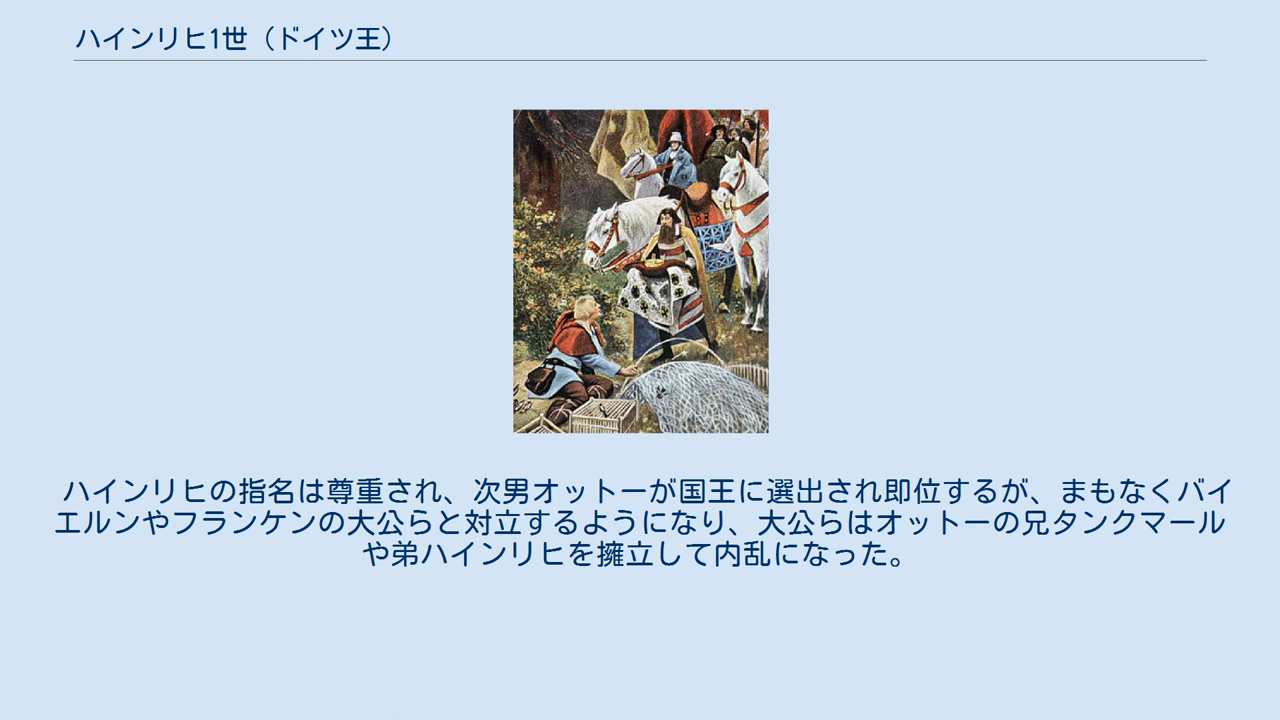 ハインリヒ1世（ドイツ王）
ハインリヒの指名は尊重され、次男オットーが国王に選出され即位するが、まもなくバイ
エルンやフランケンの大公らと対立するようになり、大公らはオットーの兄タンクマール
や弟ハインリヒを擁立して内乱になった。